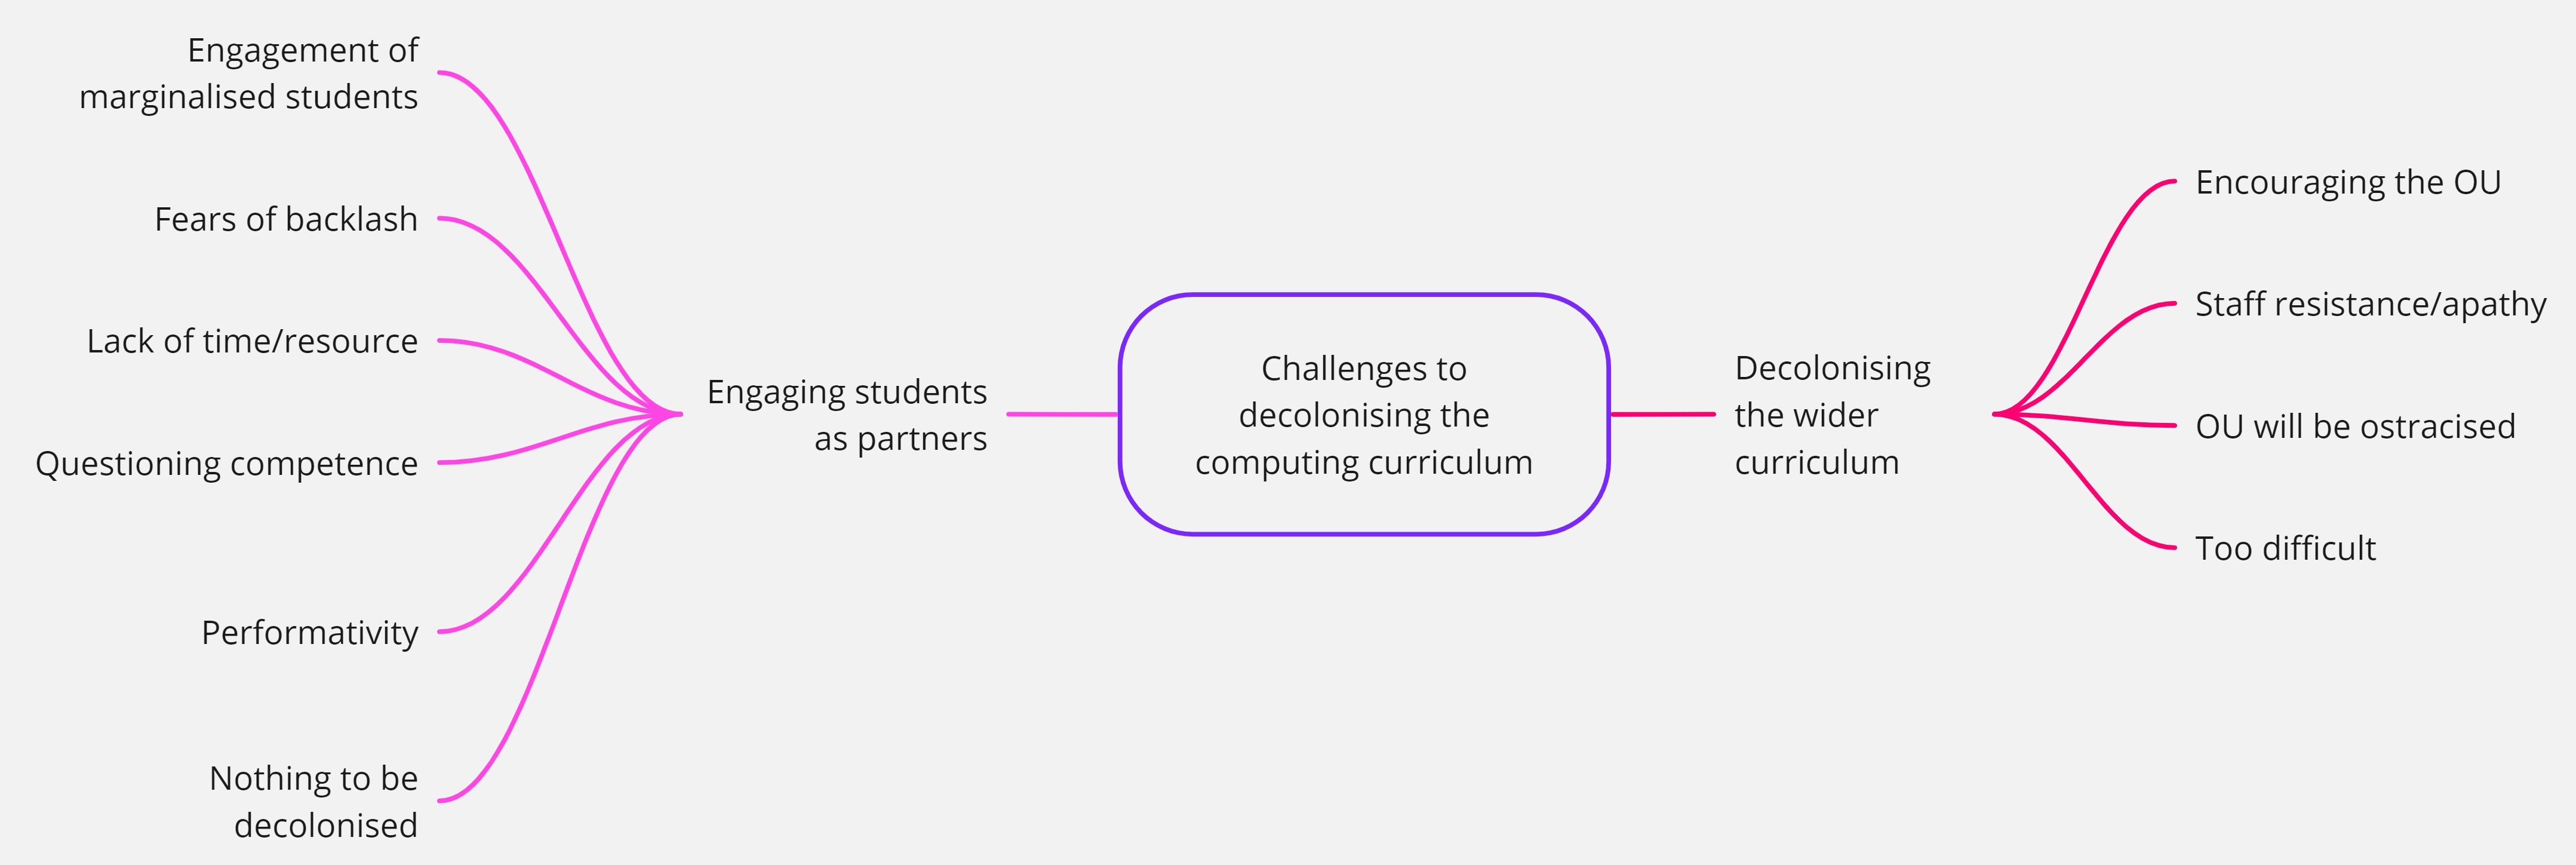 Engagement of
marginalised students
Fears of backlash
Lack of time/resource
Questioning competence
Performativity
Nothing to be
decolonised
Engaging students
as partners
Challenges to
decolonising the
computing curriculum
Decolonising
the wider
curriculum
Encouraging the OU
Staff resistance/apathy
OU will be ostracised
Too difficult